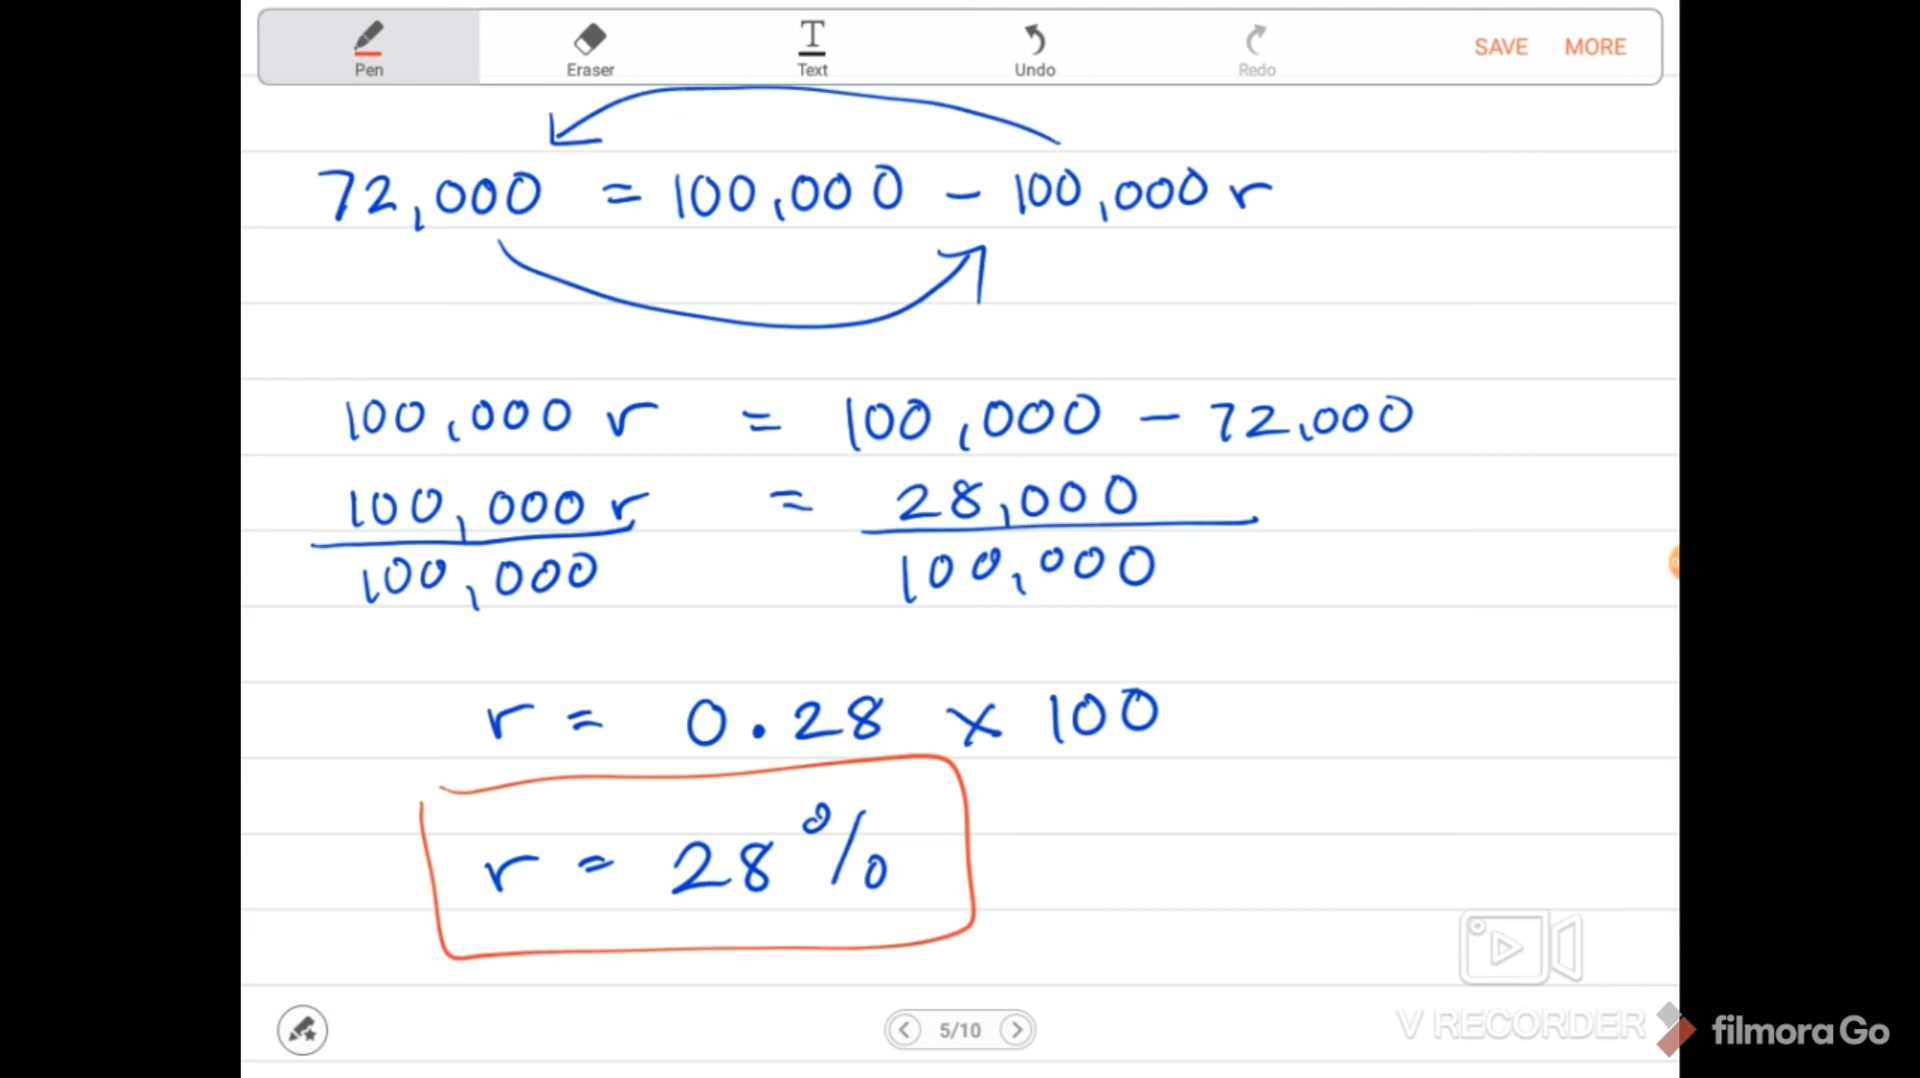 Pen Eraser Text Undo Redo SAVE MORE
72,000 = 100,000 - 100,000 r
100,000 r = 100,000 - 72,000
100,000 r = 28,000
100,000 100,000
r = 0.28 × 100
r = 28 %
5/10
V RECORDER filmora Go